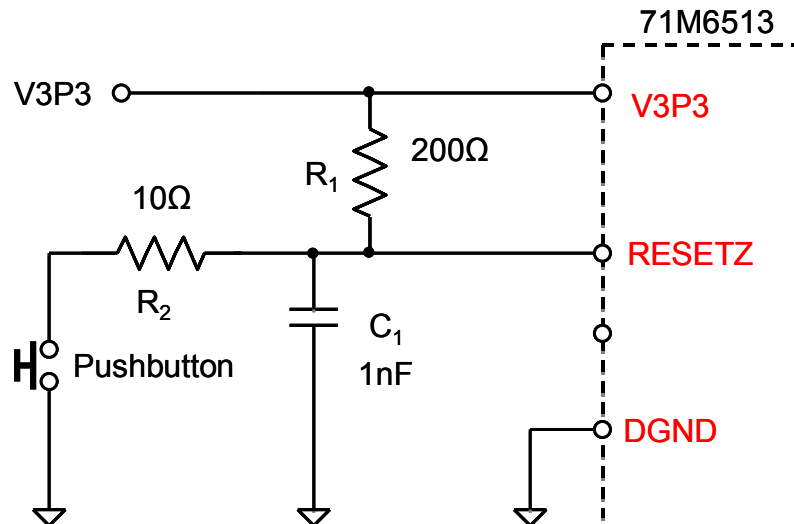 71M6513
V3P3
V3P3
200Ω
R₁
10Ω
RESETZ
R₂
C₁
Pushbutton
1nF
DGND